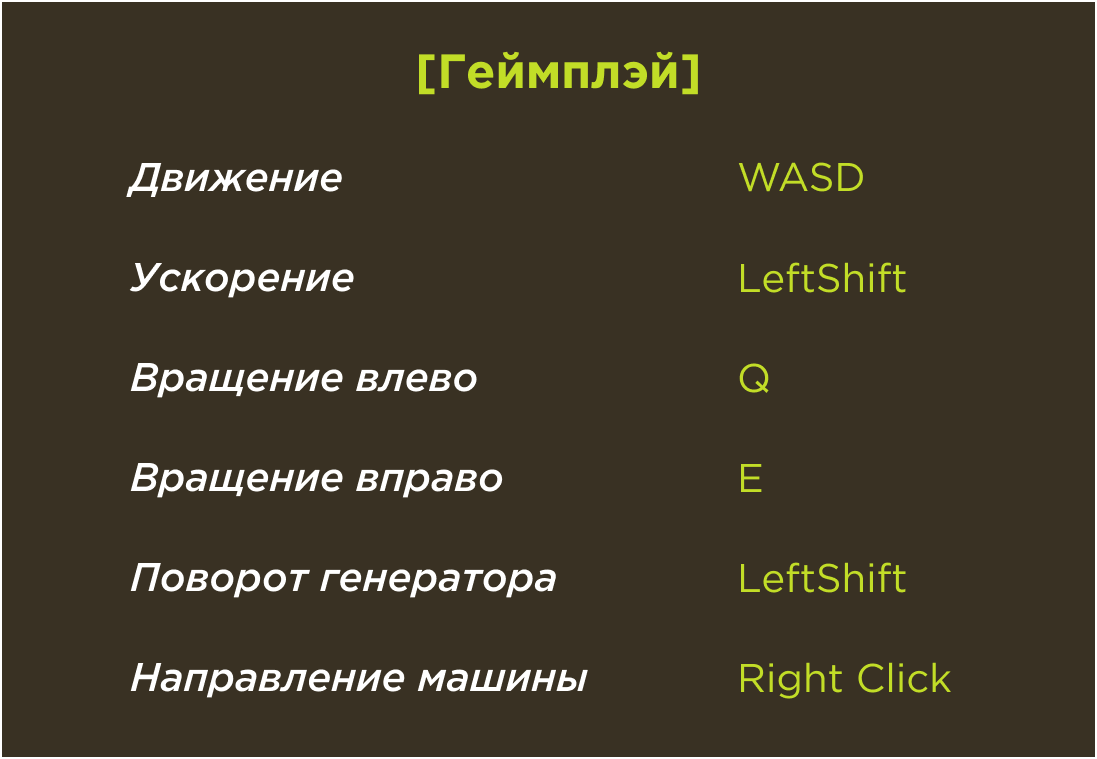 [Геймплэй]
Движение WASD
Ускорение LeftShift
Вращение влево Q
Вращение вправо E
Поворот генератора LeftShift
Направление машины Right Click